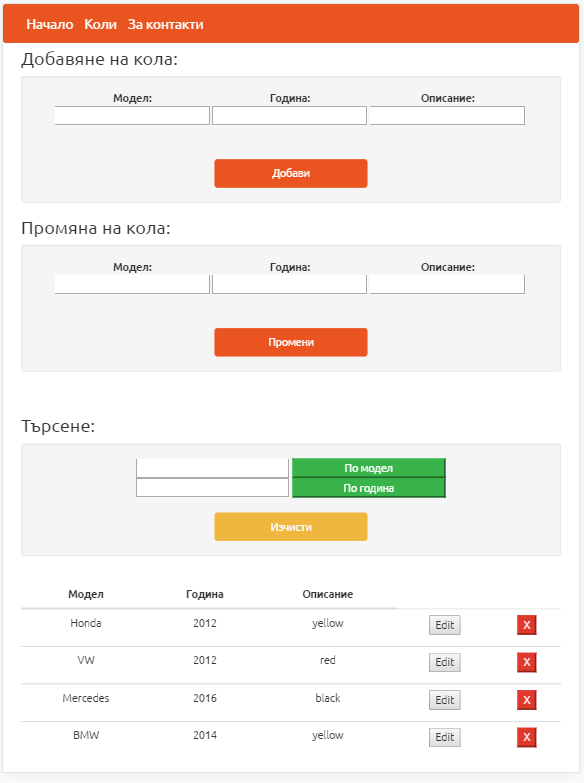 Начало Коли За контакти
Добавяне на кола:
Модел: Година: Описание:
Добави
Промяна на кола:
Модел: Година: Описание:
Промени
Търсене:
По модел
По година
Изчисти
Модел Година Описание
Honda 2012 yellow Edit X
VW 2012 red Edit X
Mercedes 2016 black Edit X
BMW 2014 yellow Edit X